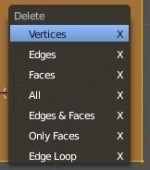 Delete
Vertices X
Edges X
Faces X
All X
Edges & Faces X
Only Faces X
Edge Loop X